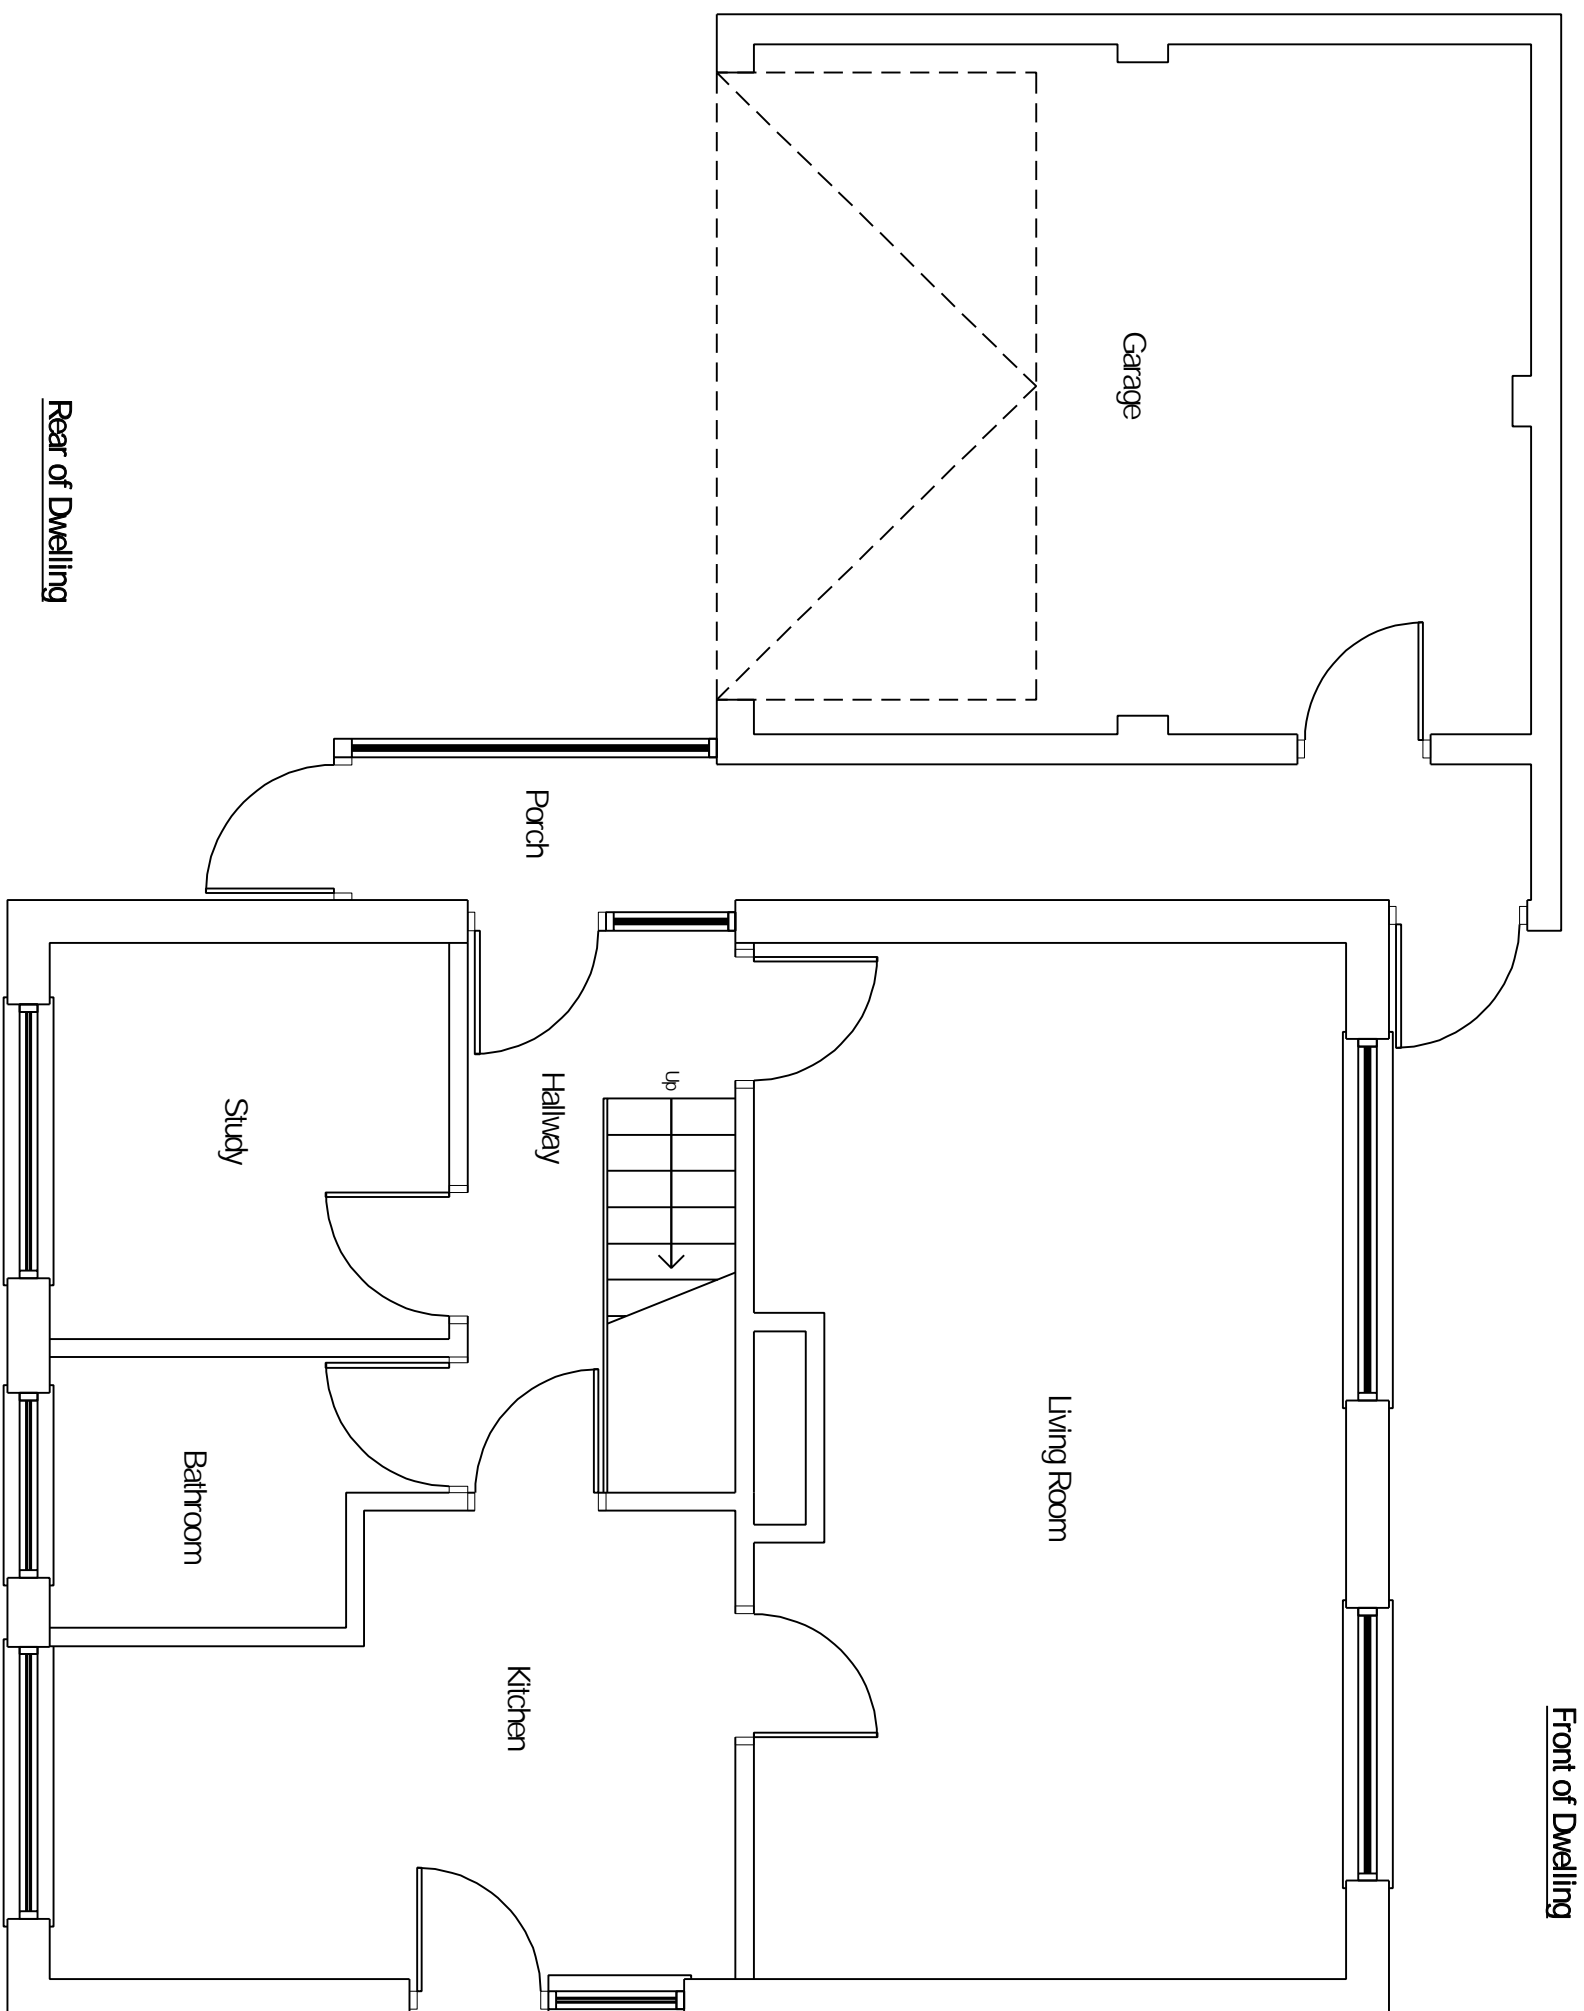 Front of Dwelling
Garage
Living Room
Up
Porch
Hallway
Kitchen
Study
Bathroom
Rear of Dwelling